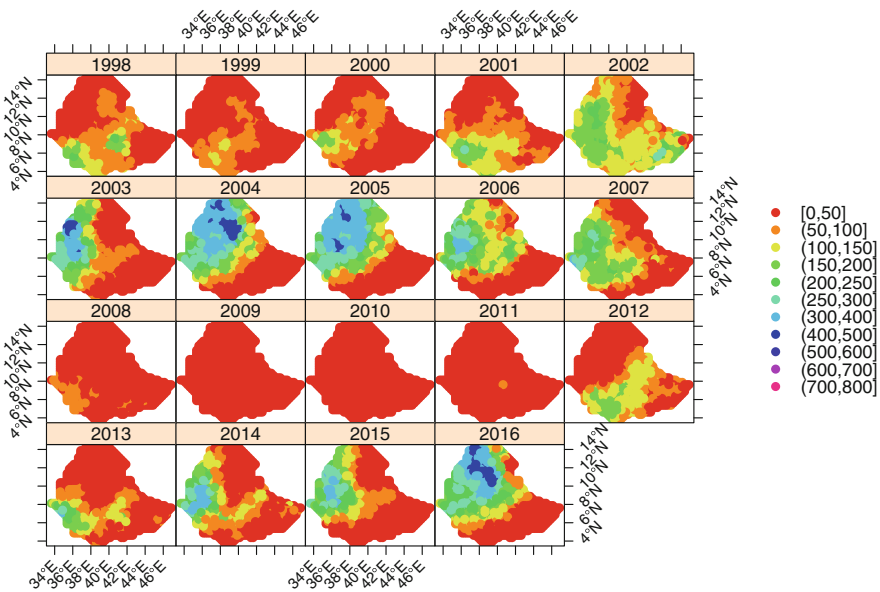 34°E 36°E 38°E 40°E 42°E 44°E 46°E
34°E 36°E 38°E 40°E 42°E 44°E 46°E
1998 1999 2000 2001 2002
4°N 6°N 8°N 10°N 12°N 14°N
2003 2004 2005 2006 2007
4°N 6°N 8°N 10°N 12°N 14°N
2008 2009 2010 2011 2012
4°N 6°N 8°N 10°N 12°N 14°N
2013 2014 2015 2016
4°N 6°N 8°N 10°N 12°N 14°N
34°E 36°E 38°E 40°E 42°E 44°E 46°E
34°E 36°E 38°E 40°E 42°E 44°E 46°E
[0,50]
(50,100]
(100,150]
(150,200]
(200,250]
(250,300]
(300,400]
(400,500]
(500,600]
(600,700]
(700,800]